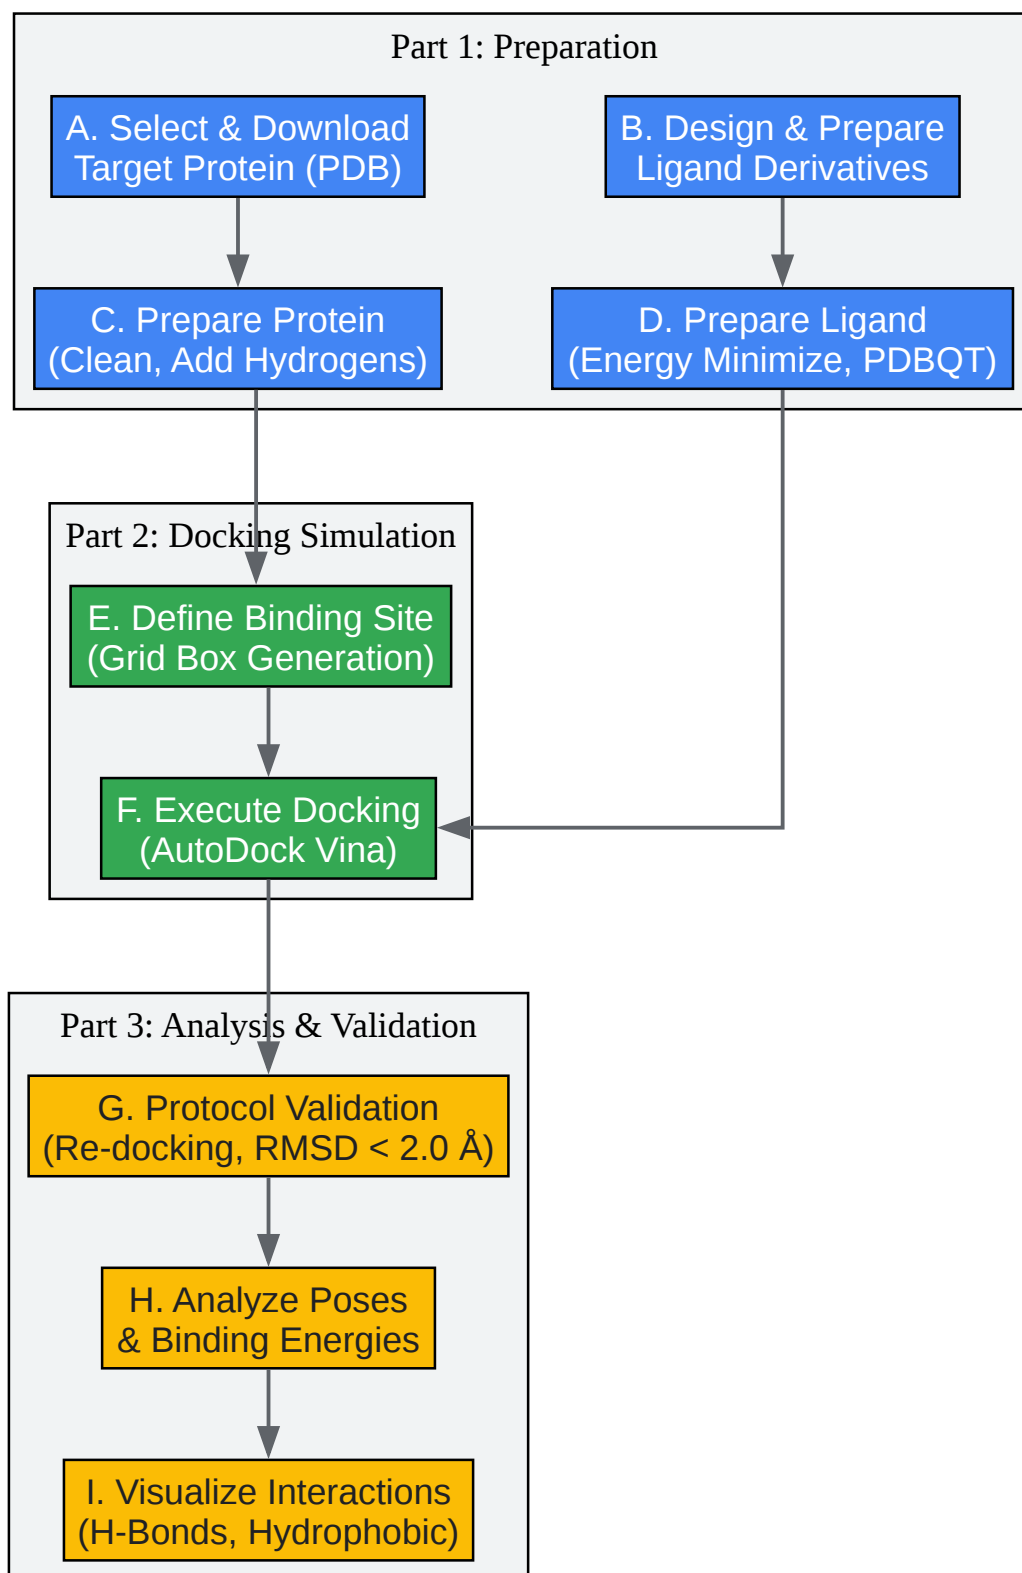 Part 1: Preparation
A. Select & Download
Target Protein (PDB)
B. Design & Prepare
Ligand Derivatives
C. Prepare Protein
(Clean, Add Hydrogens)
D. Prepare Ligand
(Energy Minimize, PDBQT)
Part 2: Docking Simulation
E. Define Binding Site
(Grid Box Generation)
F. Execute Docking
(AutoDock Vina)
Part 3: Analysis & Validation
G. Protocol Validation
(Re-docking, RMSD < 2.0 Å)
H. Analyze Poses
& Binding Energies
I. Visualize Interactions
(H-Bonds, Hydrophobic)